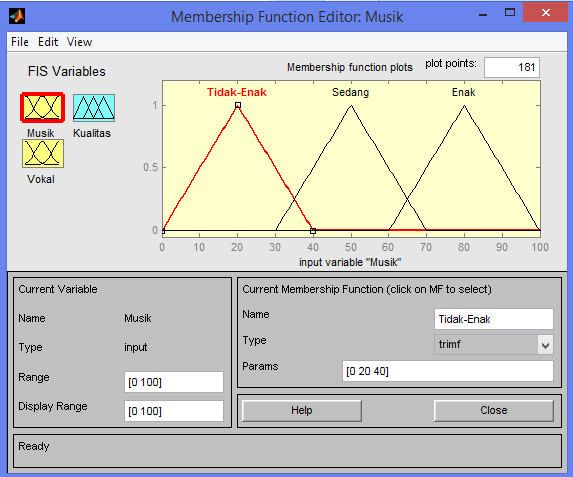 Membership Function Editor: Musik
File Edit View
FIS Variables
Musik
Kualitas
Vokal
Membership function plots
plot points:
181
Tidak-Enak
Sedang
Enak
1
0.5
0
0 10 20 30 40 50 60 70 80 90 100
input variable "Musik"
Current Variable
Name Musik
Type input
Range [0 100]
Display Range [0 100]
Current Membership Function (click on MF to select)
Name Tidak-Enak
Type trimf
Params [0 20 40]
Help Close
Ready